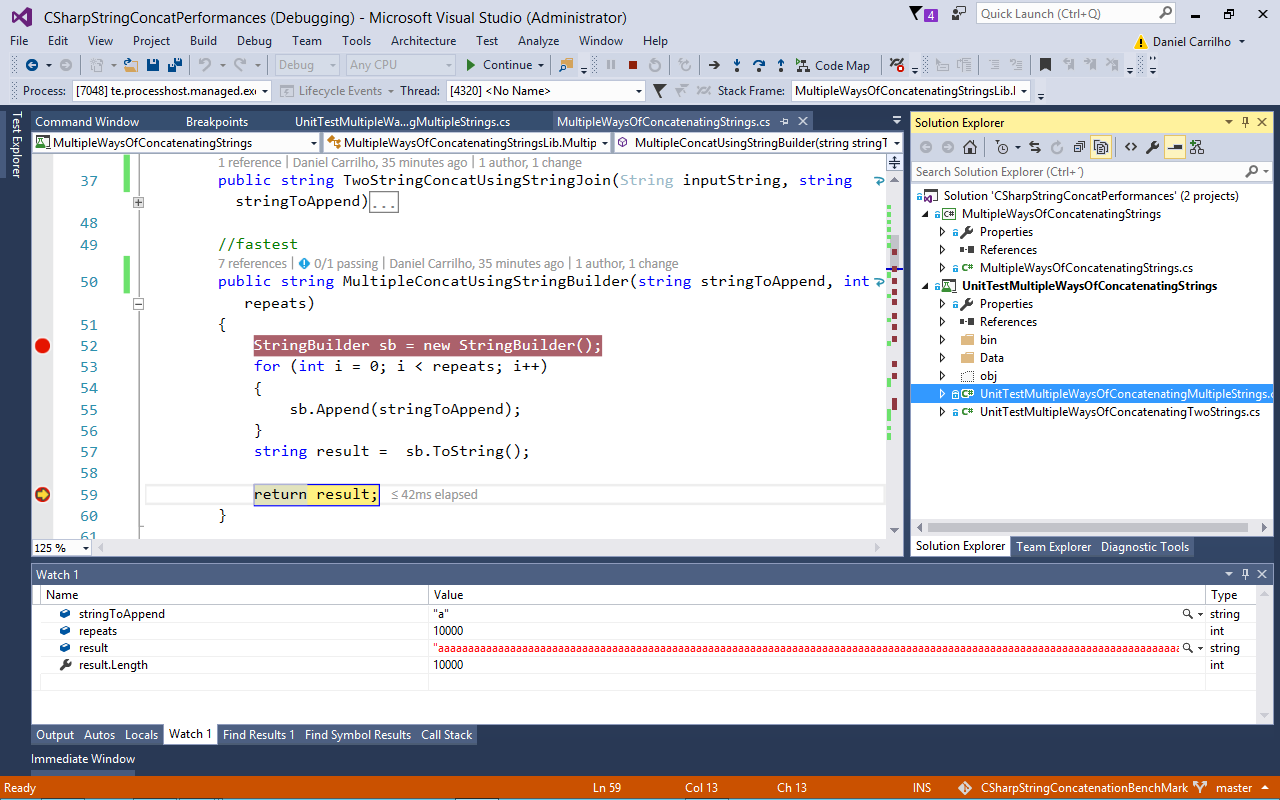 CSharpStringConcatPerformances (Debugging) - Microsoft Visual Studio (Administrator)
4
Quick Launch (Ctrl+Q)
File Edit View Project Build Debug Team Tools Architecture Test Analyze Window Help
Daniel Carrilho
Debug Any CPU Continue Code Map
Process: [7048] te.processhost.managed.exe Lifecycle Events Thread: [4320] <No Name> Stack Frame: MultipleWaysOfConcatenatingStringsLib.I
Test Explorer
Command Window Breakpoints UnitTestMultipleWa...gMultipleStrings.cs MultipleWaysOfConcatenatingStrings.cs
MultipleWaysOfConcatenatingStrings MultipleWaysOfConcatenatingStringsLib.Multip MultipleConcatUsingStringBuilder(string stringT
1 reference | Daniel Carrilho, 35 minutes ago | 1 author, 1 change
37 public string TwoStringConcatUsingStringJoin(String inputString, string
stringToAppend)...
48
49 //fastest
7 references | 0/1 passing | Daniel Carrilho, 35 minutes ago | 1 author, 1 change
50 public string MultipleConcatUsingStringBuilder(string stringToAppend, int
repeats)
51 {
52 StringBuilder sb = new StringBuilder();
53 for (int i = 0; i < repeats; i++)
54 {
55 sb.Append(stringToAppend);
56 }
57 string result =  sb.ToString();
58
59 return result; ≤ 42ms elapsed
60 }
61
125 %
Solution Explorer
Search Solution Explorer (Ctrl+´)
Solution 'CSharpStringConcatPerformances' (2 projects)
MultipleWaysOfConcatenatingStrings
Properties
References
MultipleWaysOfConcatenatingStrings.cs
UnitTestMultipleWaysOfConcatenatingStrings
Properties
References
bin
Data
obj
UnitTestMultipleWaysOfConcatenatingMultipleStrings.c
UnitTestMultipleWaysOfConcatenatingTwoStrings.cs
Solution Explorer Team Explorer Diagnostic Tools
Watch 1
Name Value Type
stringToAppend "a" string
repeats 10000 int
result string
result.Length 10000 int
Output Autos Locals Watch 1 Find Results 1 Find Symbol Results Call Stack
Immediate Window
Ready Ln 59 Col 13 Ch 13 INS CSharpStringConcatenationBenchMark master